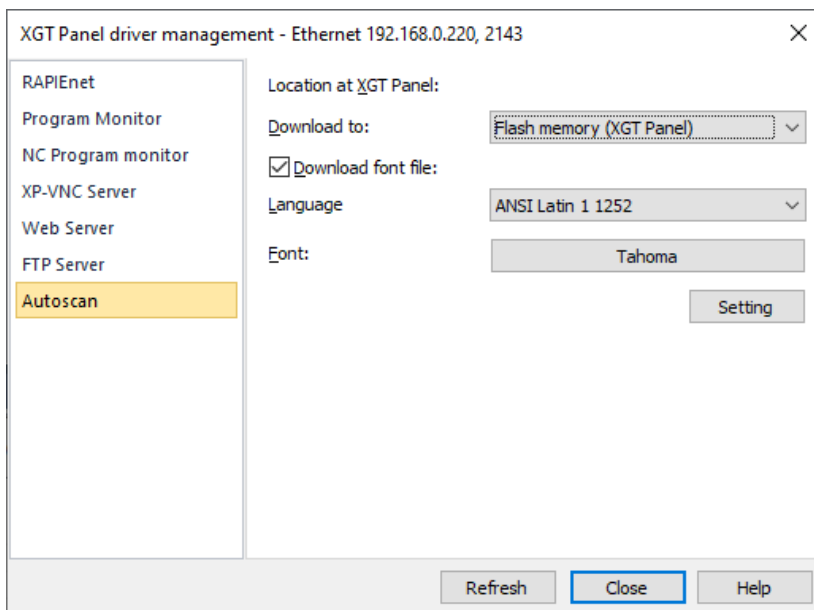 XGT Panel driver management - Ethernet 192.168.0.220, 2143
RAPIEnet
Program Monitor
NC Program monitor
XP-VNC Server
Web Server
FTP Server
Autoscan
Location at XGT Panel:
Download to:
Flash memory (XGT Panel)
Download font file:
Language
ANSI Latin 1 1252
Font:
Tahoma
Setting
Refresh
Close
Help